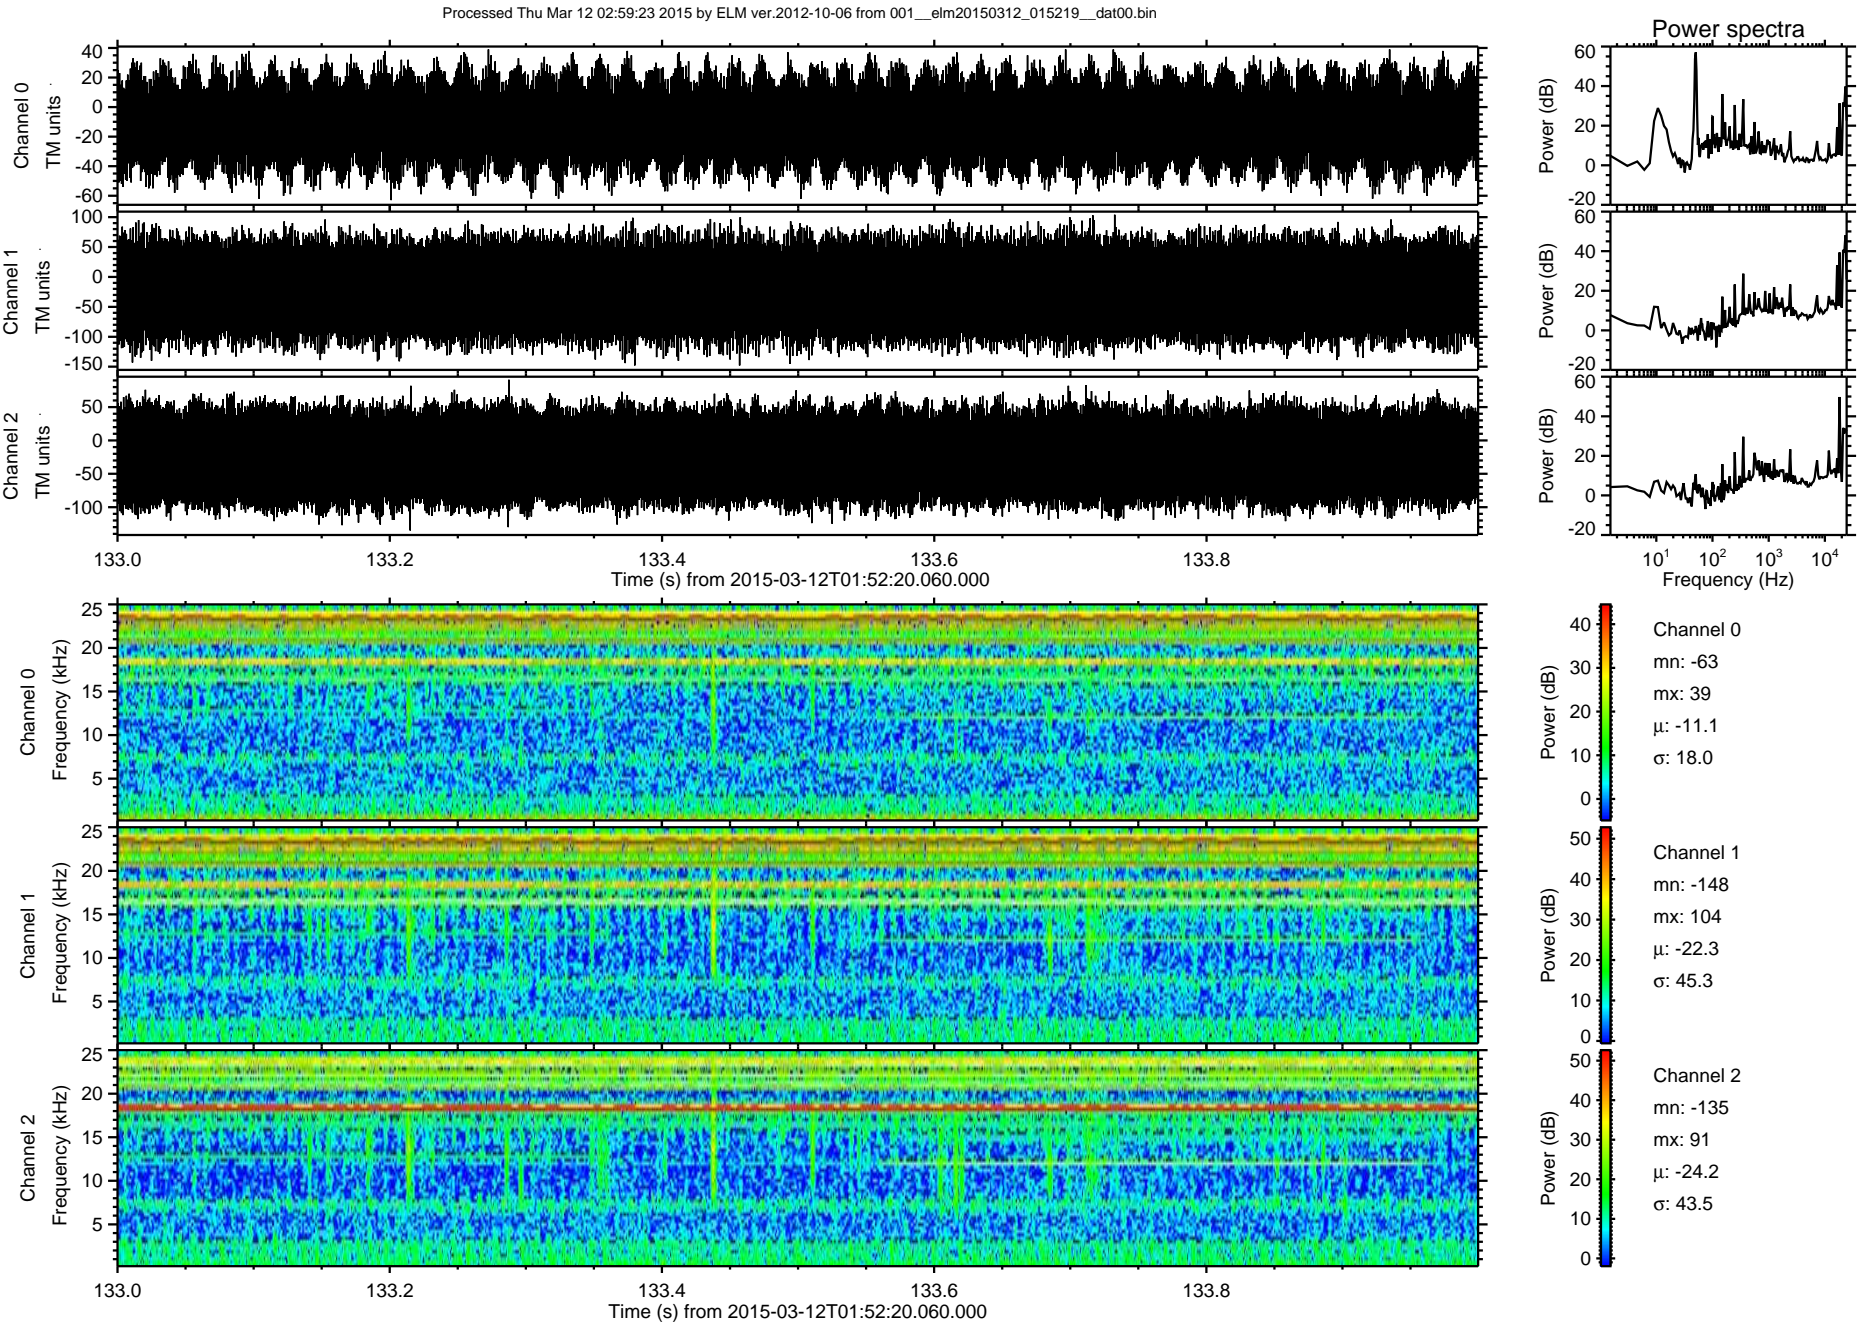 Processed Thu Mar 12 02:59:23 2015 by ELM ver.2012-10-06 from 001__elm20150312_015219__dat00.bin
Power spectra
Channel 0
TM units
40
20
0
-20
-40
-60
Power (dB)
60
40
20
0
-20
Channel 1
TM units
100
50
0
-50
-100
-150
Power (dB)
60
40
20
0
-20
Channel 2
TM units
50
0
-50
-100
Power (dB)
60
40
20
0
-20
133.0 133.2 133.4 133.6 133.8
Time (s) from 2015-03-12T01:52:20.060.000
10¹ 10² 10³ 10⁴
Frequency (Hz)
Channel 0
Frequency (kHz)
25
20
15
10
5
Power (dB)
40
30
20
10
0
Channel 0
mn: -63
mx: 39
µ: -11.1
σ: 18.0
Channel 1
Frequency (kHz)
25
20
15
10
5
Power (dB)
50
40
30
20
10
0
Channel 1
mn: -148
mx: 104
µ: -22.3
σ: 45.3
Channel 2
Frequency (kHz)
25
20
15
10
5
Power (dB)
50
40
30
20
10
0
Channel 2
mn: -135
mx: 91
µ: -24.2
σ: 43.5
133.0 133.2 133.4 133.6 133.8
Time (s) from 2015-03-12T01:52:20.060.000